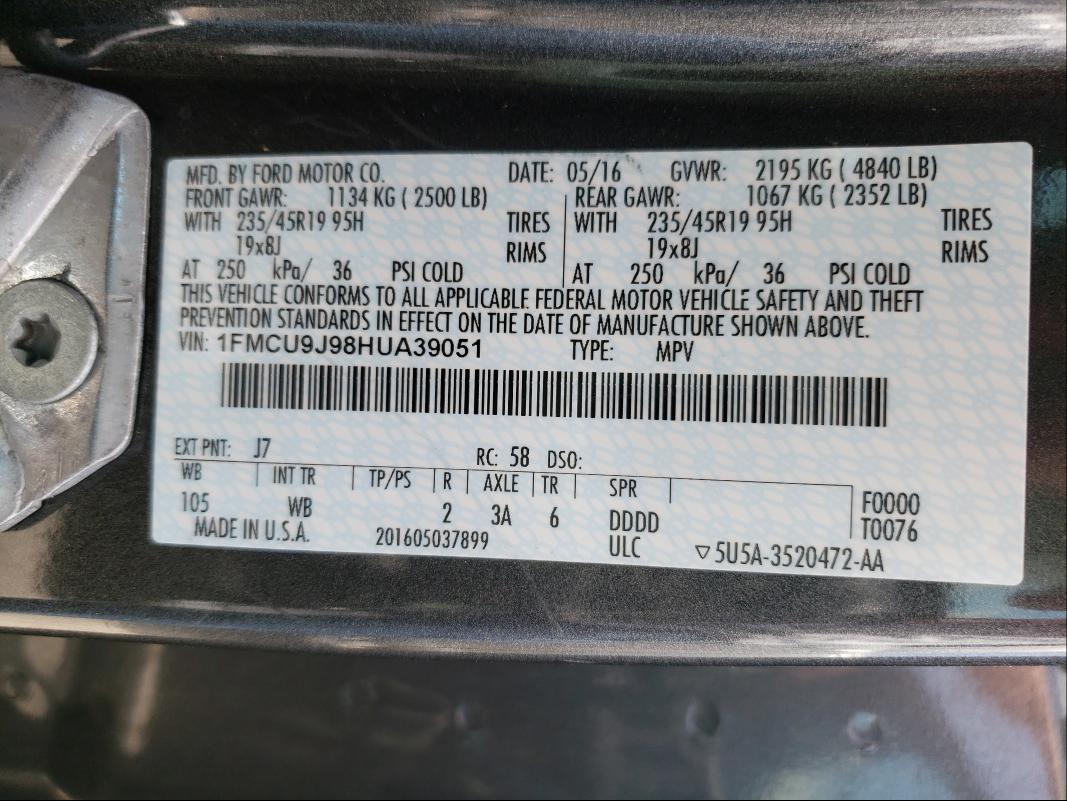 MFD. BY FORD MOTOR CO. DATE: 05/16 GVWR: 2195 KG ( 4840 LB)
FRONT GAWR: 1134 KG ( 2500 LB) REAR GAWR: 1067 KG ( 2352 LB)
WITH 235/45R19 95H TIRES WITH 235/45R19 95H TIRES
19x8J RIMS 19x8J RIMS
AT 250 kPa/ 36 PSI COLD AT 250 kPa/ 36 PSI COLD
THIS VEHICLE CONFORMS TO ALL APPLICABLE FEDERAL MOTOR VEHICLE SAFETY AND THEFT
PREVENTION STANDARDS IN EFFECT ON THE DATE OF MANUFACTURE SHOWN ABOVE.
VIN: 1FMCU9J98HUA39051 TYPE: MPV
EXT PNT: J7 RC: 58 DSO:
WB INT TR TP/PS R AXLE TR SPR
105 WB 2 3A 6 DDDD F0000
MADE IN U.S.A. 201605037899 ULC ▽5U5A-3520472-AA T0076